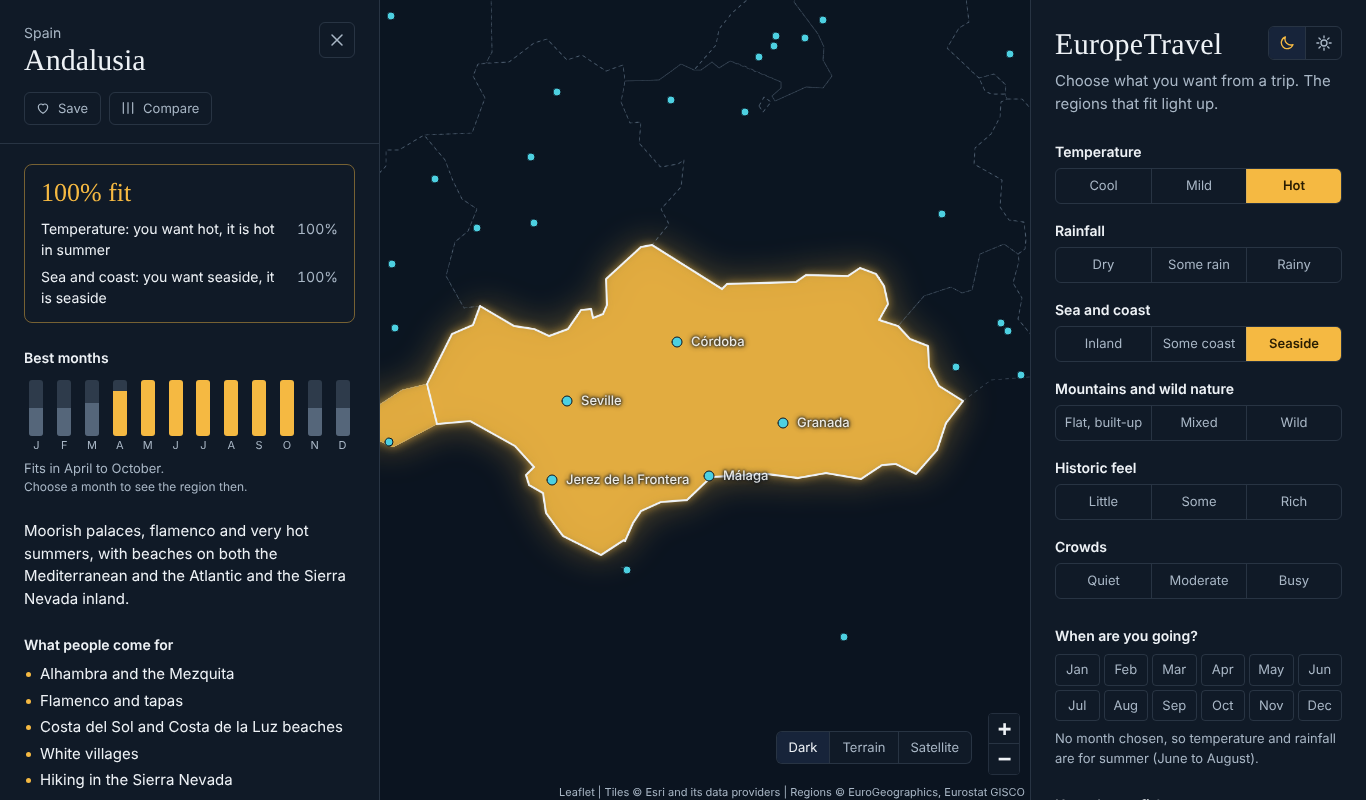 Spain
Andalusia
Save
Compare
100% fit
Temperature: you want hot, it is hot 100%
in summer
Sea and coast: you want seaside, it 100%
is seaside
Best months
J F M A M J J A S O N D
Fits in April to October.
Choose a month to see the region then.
Moorish palaces, flamenco and very hot
summers, with beaches on both the
Mediterranean and the Atlantic and the Sierra
Nevada inland.
What people come for
Alhambra and the Mezquita
Flamenco and tapas
Costa del Sol and Costa de la Luz beaches
White villages
Hiking in the Sierra Nevada
Córdoba
Seville
Granada
Jerez de la Frontera
Málaga
Dark Terrain Satellite
+
−
Leaflet | Tiles © Esri and its data providers | Regions © EuroGeographics, Eurostat GISCO
EuropeTravel
Choose what you want from a trip. The
regions that fit light up.
Temperature
Cool Mild Hot
Rainfall
Dry Some rain Rainy
Sea and coast
Inland Some coast Seaside
Mountains and wild nature
Flat, built-up Mixed Wild
Historic feel
Little Some Rich
Crowds
Quiet Moderate Busy
When are you going?
Jan Feb Mar Apr May Jun
Jul Aug Sep Oct Nov Dec
No month chosen, so temperature and rainfall
are for summer (June to August).